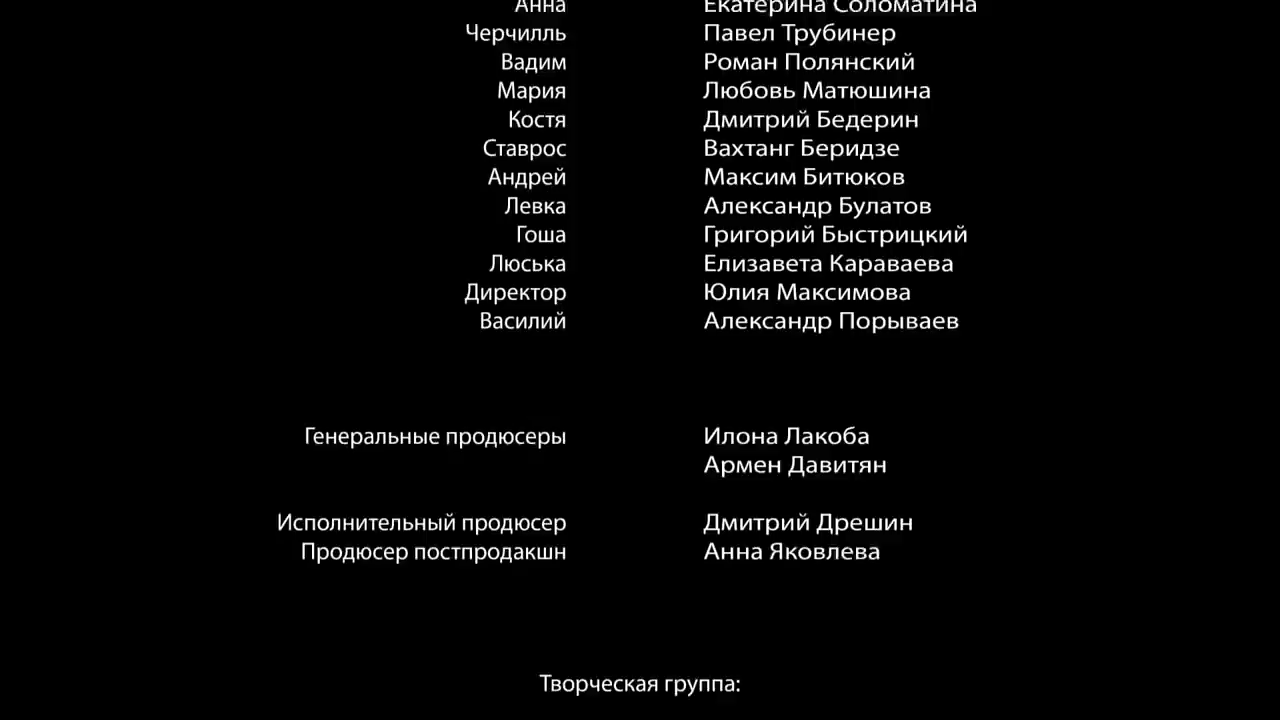 Анна Екатерина Соломатина
Черчилль Павел Трубинер
Вадим Роман Полянский
Мария Любовь Матюшина
Костя Дмитрий Бедерин
Ставрос Вахтанг Беридзе
Андрей Максим Битюков
Левка Александр Булатов
Гоша Григорий Быстрицкий
Люська Елизавета Караваева
Директор Юлия Максимова
Василий Александр Порываев
Генеральные продюсеры Илона Лакоба
Армен Давитян
Исполнительный продюсер Дмитрий Дрешин
Продюсер постпродакшн Анна Яковлева
Творческая группа: